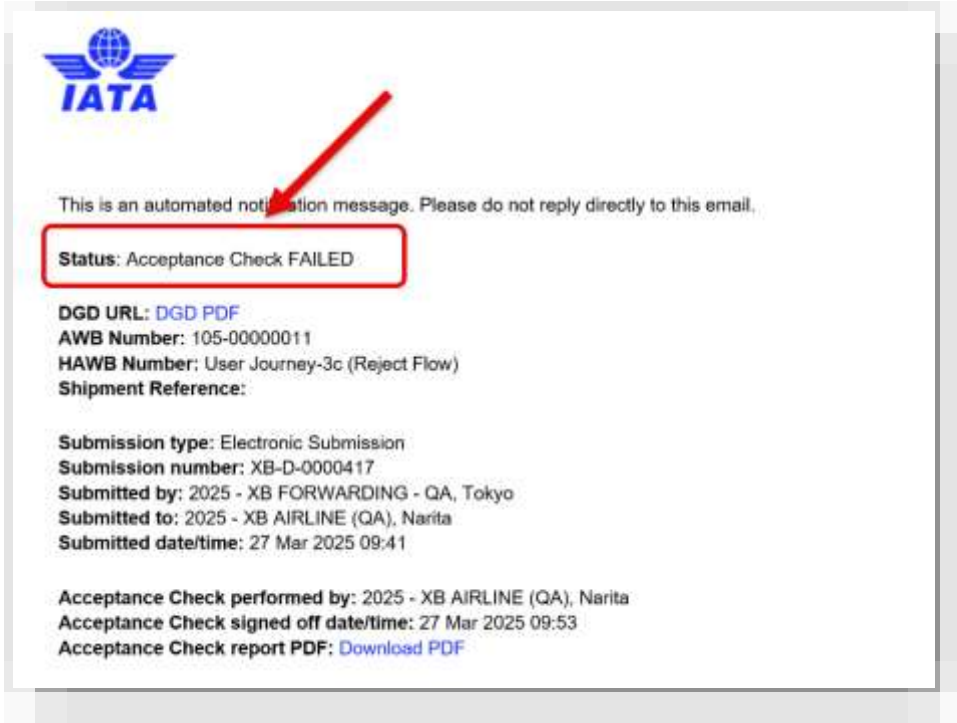 IATA
This is an automated notification message. Please do not reply directly to this email.
Status: Acceptance Check FAILED
DGD URL: DGD PDF
AWB Number: 105-00000011
HAWB Number: User Journey-3c (Reject Flow)
Shipment Reference:
Submission type: Electronic Submission
Submission number: XB-D-0000417
Submitted by: 2025 - XB FORWARDING - QA, Tokyo
Submitted to: 2025 - XB AIRLINE (QA), Narita
Submitted date/time: 27 Mar 2025 09:41
Acceptance Check performed by: 2025 - XB AIRLINE (QA), Narita
Acceptance Check signed off date/time: 27 Mar 2025 09:53
Acceptance Check report PDF: Download PDF